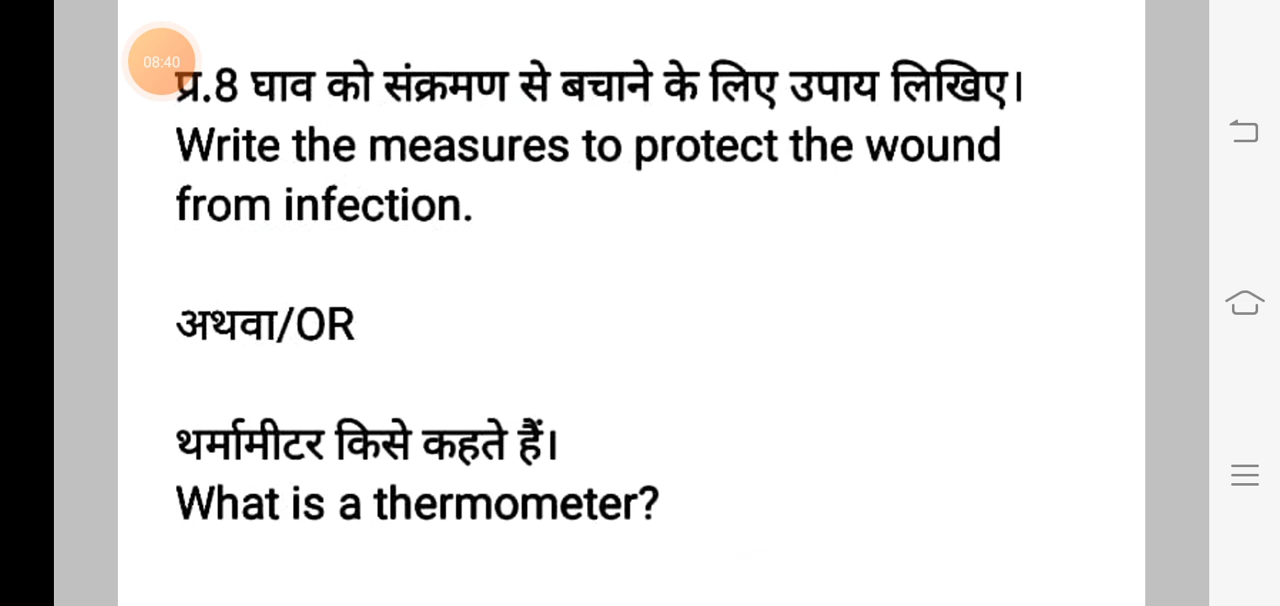 08:40
प्र.8 घाव को संक्रमण से बचाने के लिए उपाय लिखिए।
Write the measures to protect the wound
from infection.
अथवा/OR
थर्मामीटर किसे कहते हैं।
What is a thermometer?